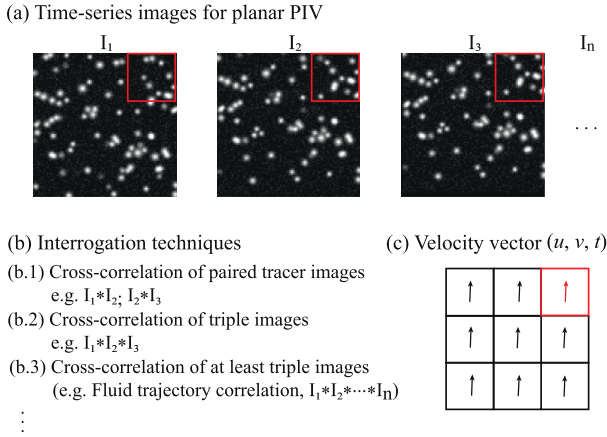 (a) Time-series images for planar PIV
I₁ I₂ I₃ Iₙ
. . .
(b) Interrogation techniques
(b.1) Cross-correlation of paired tracer images
e.g. I₁*I₂; I₂*I₃
(b.2) Cross-correlation of triple images
e.g. I₁*I₂*I₃
(b.3) Cross-correlation of at least triple images
(e.g. Fluid trajectory correlation, I₁*I₂*···*Iₙ)
⋮
(c) Velocity vector (u, v, t)